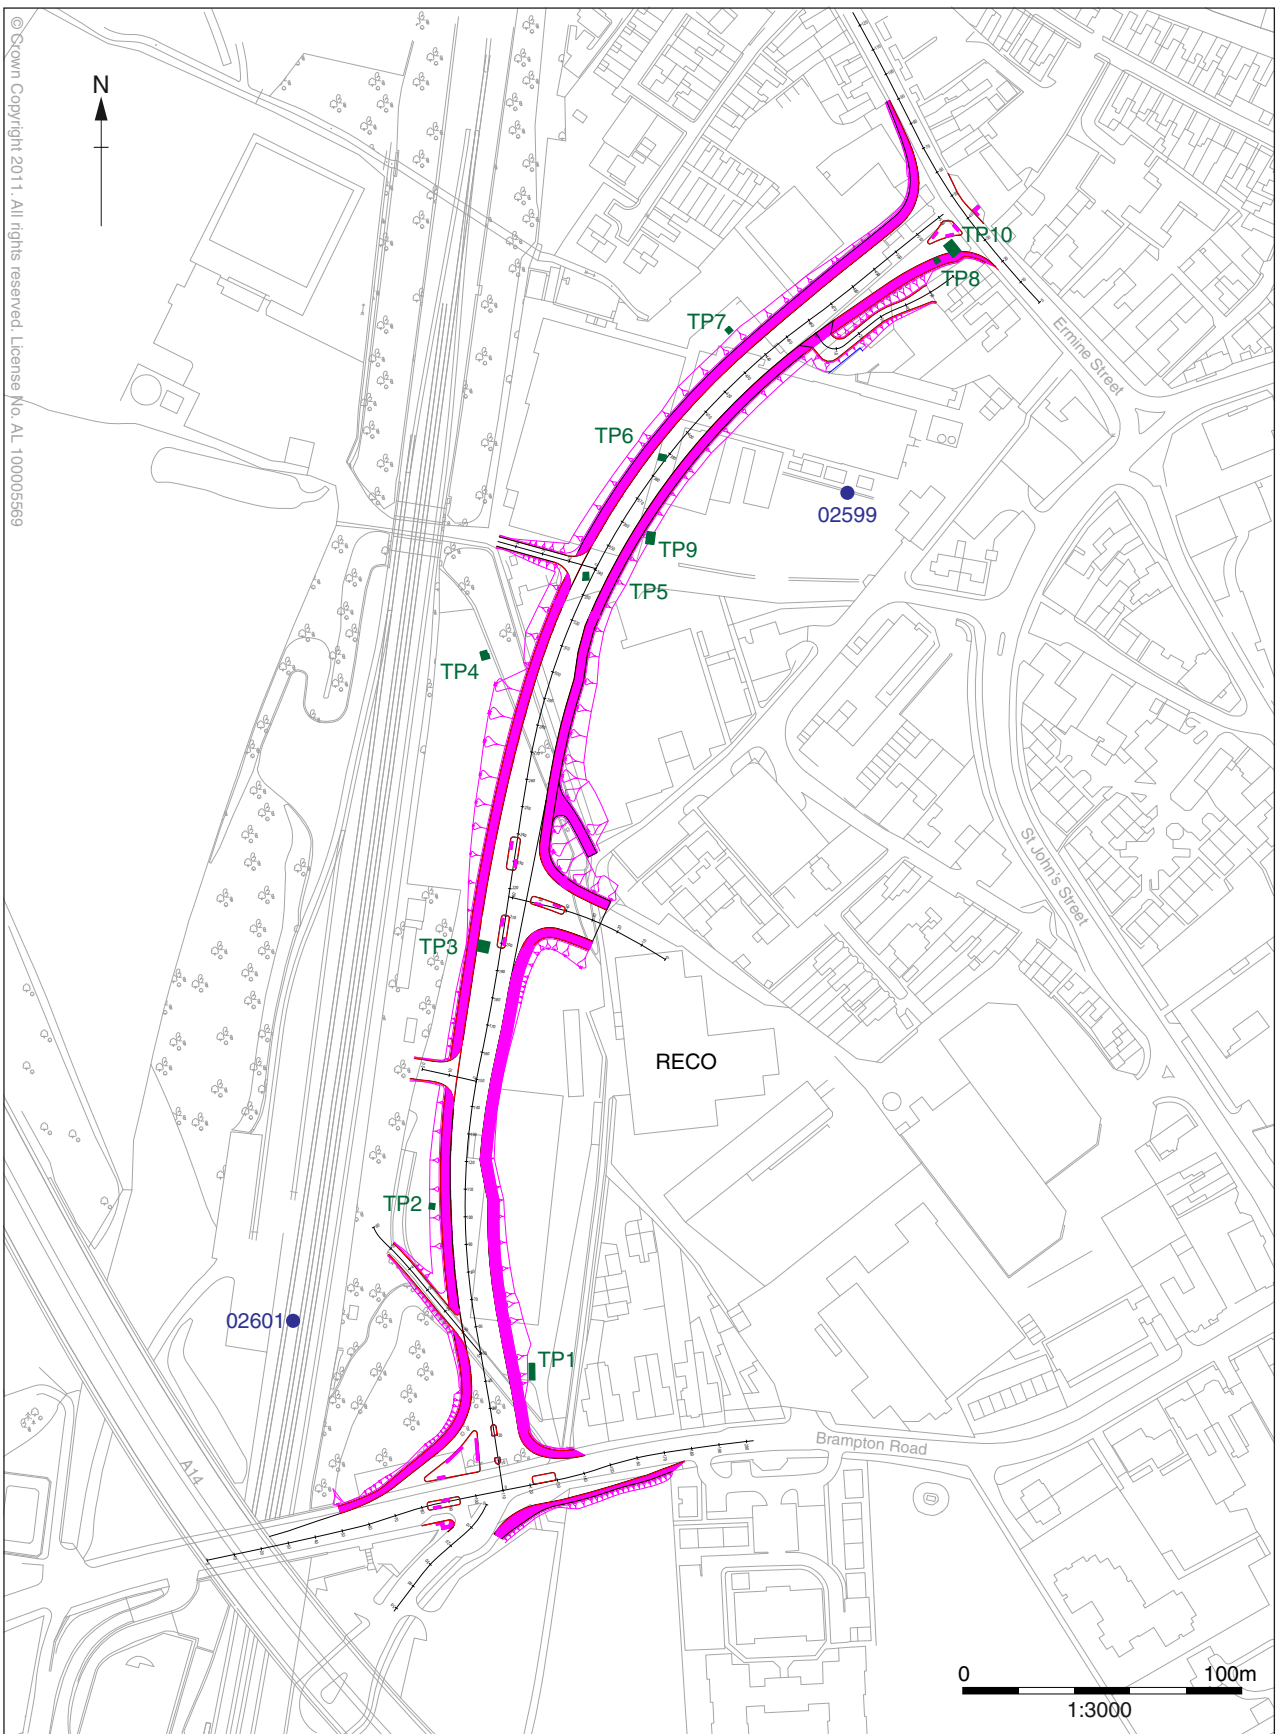 © Crown Copyright 2011. All rights reserved. License No. AL 100005569
N
TP10
TP8
TP7
Ermine Street
TP6
02599
TP9
TP5
TP4
St John's Street
TP3
RECO
TP2
02601
TP1
Brampton Road
A14
0 100m
1:3000